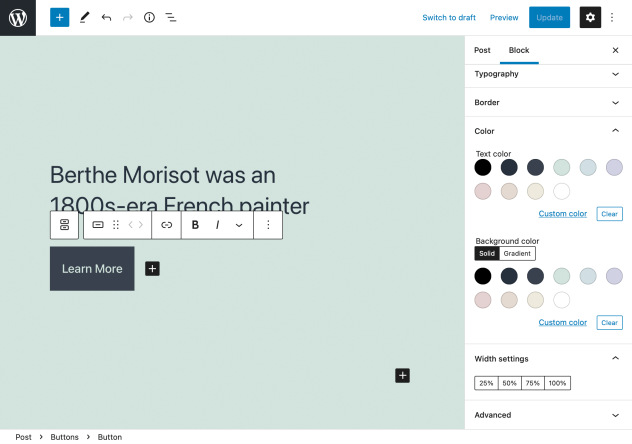 Switch to draft Preview Update
Post Block
Typography
Border
Color
Text color
Custom color Clear
Background color
Solid Gradient
Custom color Clear
Width settings
25% 50% 75% 100%
Advanced
Berthe Morisot was an
1800s-era French painter
B I
Learn More
Post > Buttons > Button